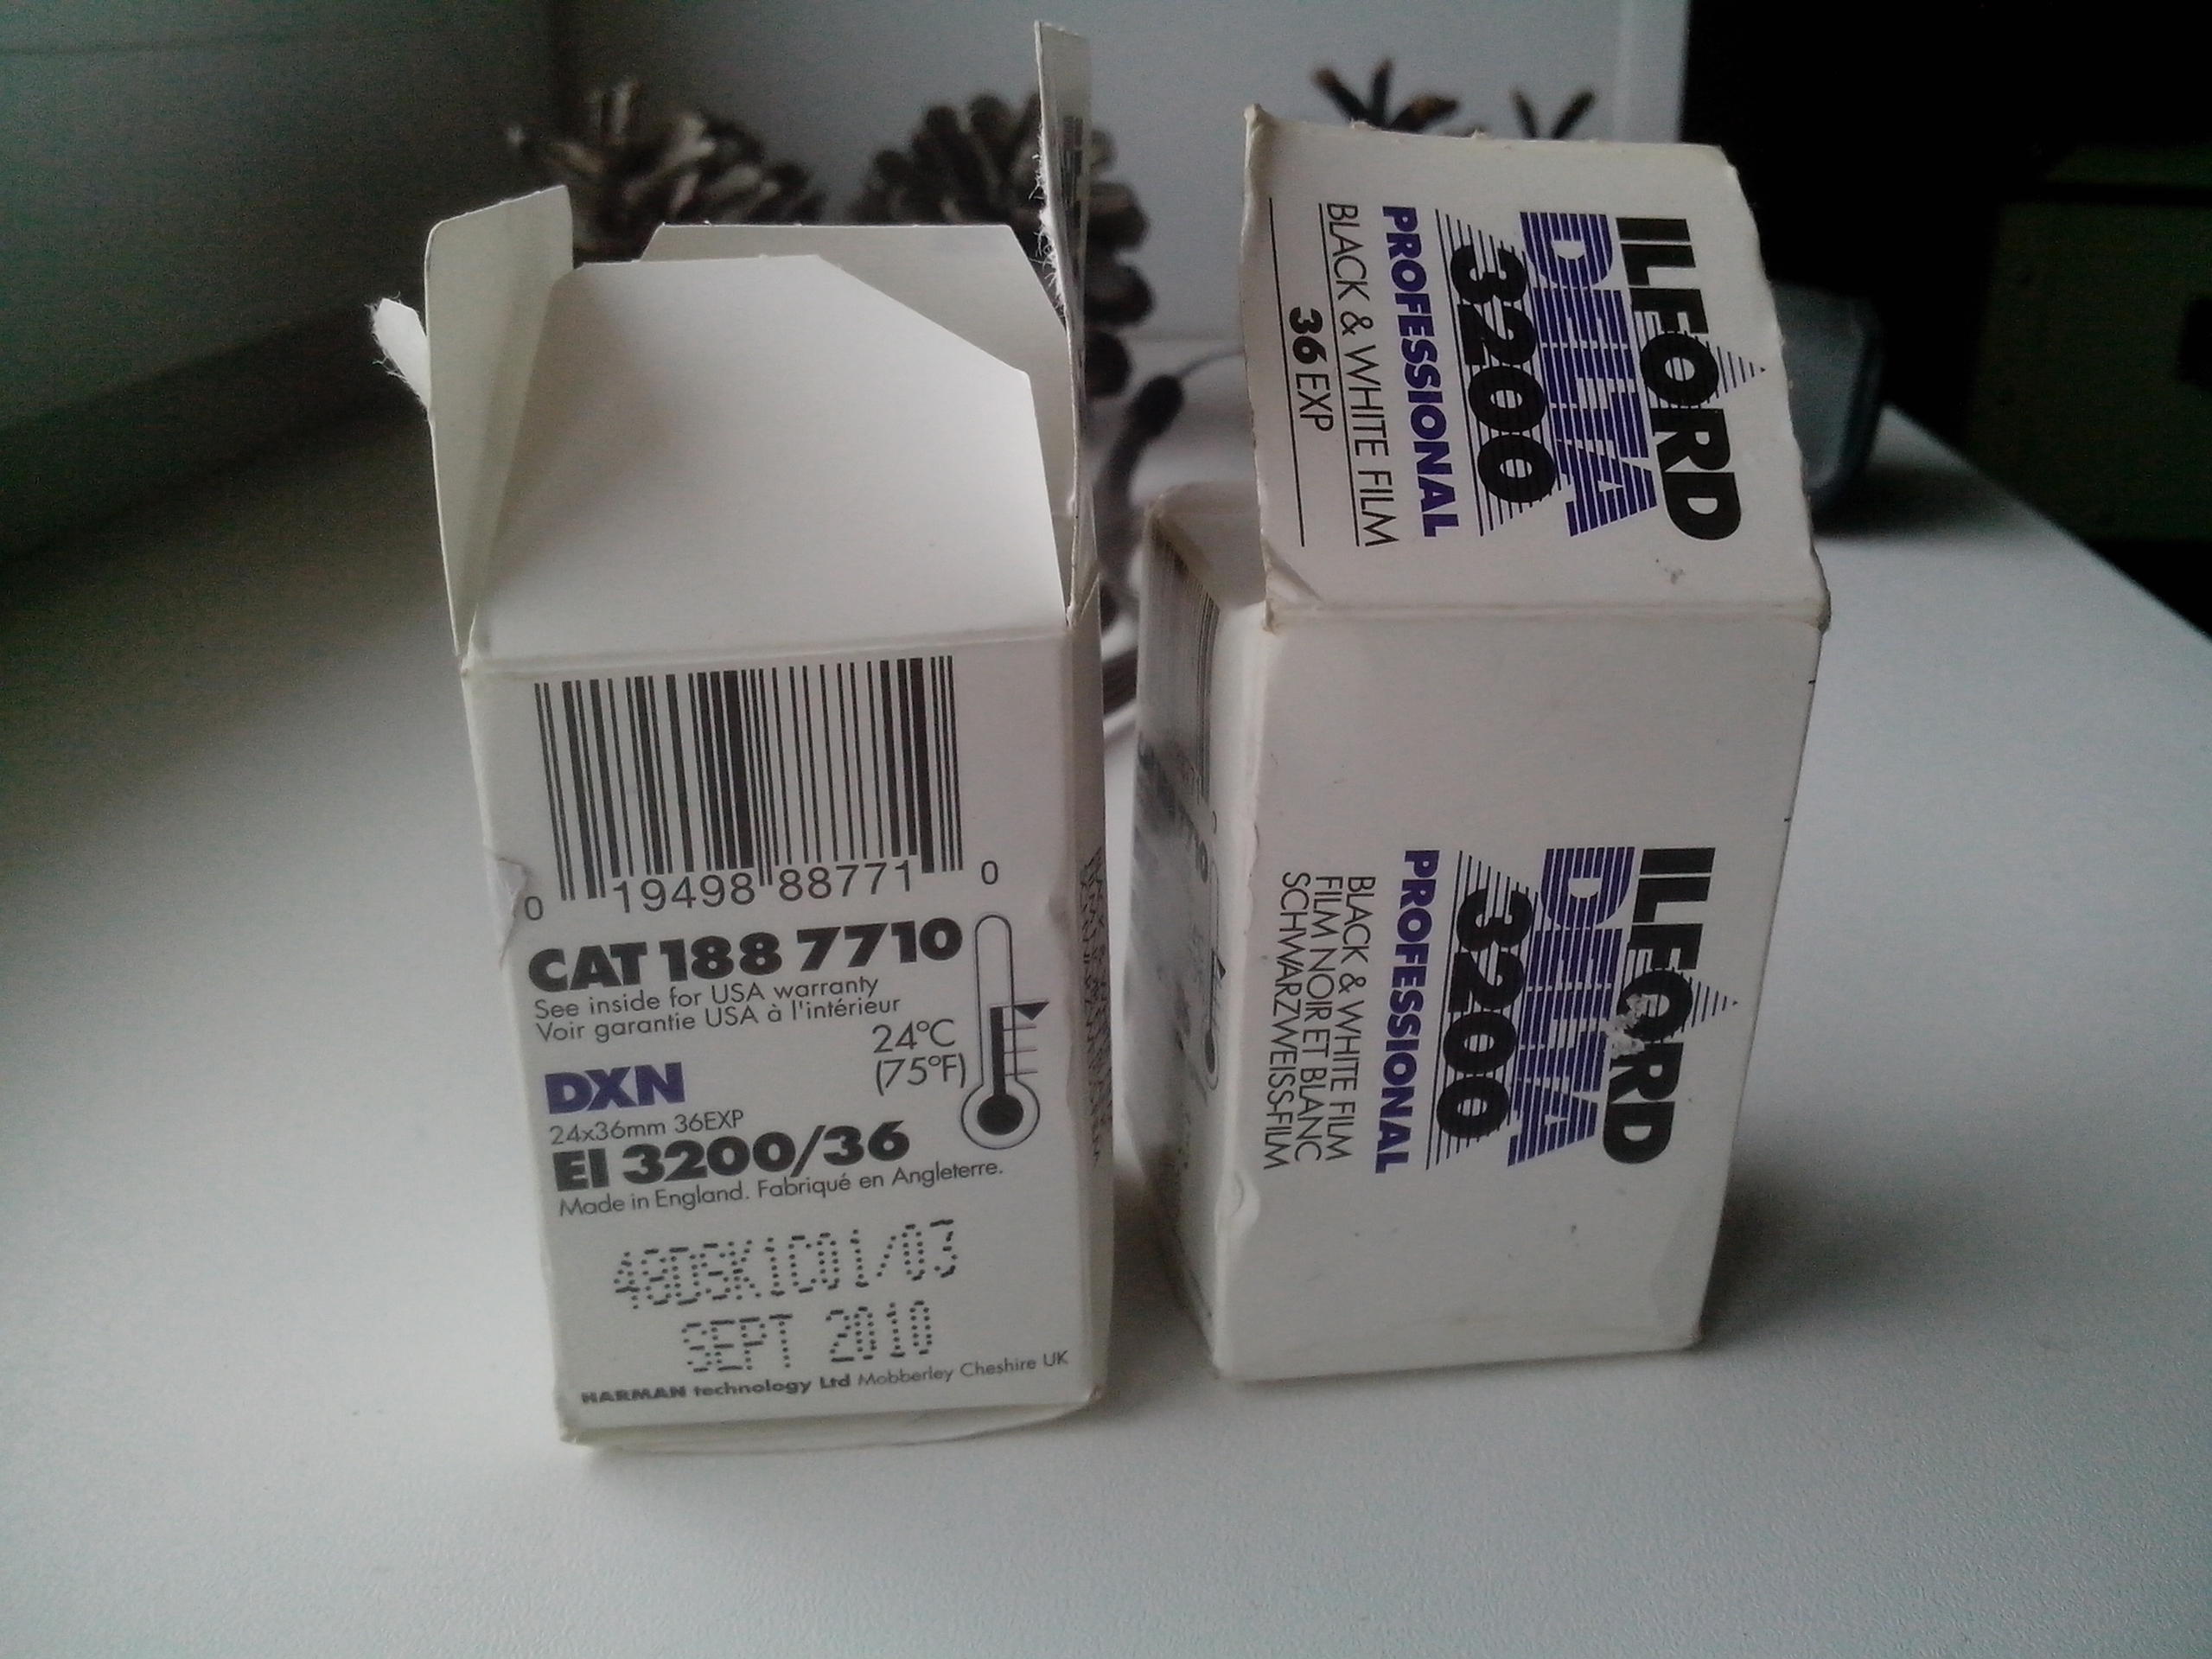 0 19498 88771 0
CAT 188 7710
See inside for USA warranty
Voir garantie USA à l'intérieur
24°C
(75°F)
DXN
24x36mm 36EXP
EI 3200/36
Made in England. Fabriqué en Angleterre.
48DSK1C01/03
SEPT 2010
HARMAN technology Ltd Mobberley Cheshire UK
ILFORD
DELTA
3200
PROFESSIONAL
BLACK & WHITE FILM
36 EXP
ILFORD
DELTA
3200
PROFESSIONAL
BLACK & WHITE FILM
FILM NOIR ET BLANC
SCHWARZWEISS-FILM